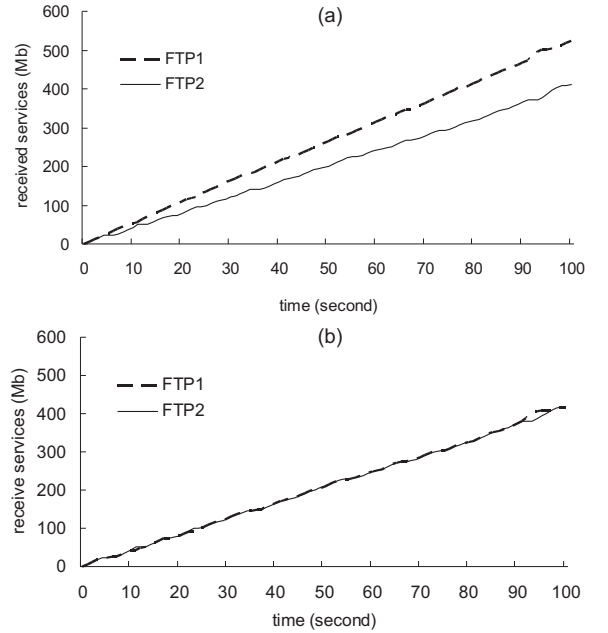 (a)
received services (Mb)
600
500
400
300
200
100
0
FTP1
FTP2
0 10 20 30 40 50 60 70 80 90 100
time (second)
(b)
receive services (Mb)
600
500
400
300
200
100
0
FTP1
FTP2
0 10 20 30 40 50 60 70 80 90 100
time (second)